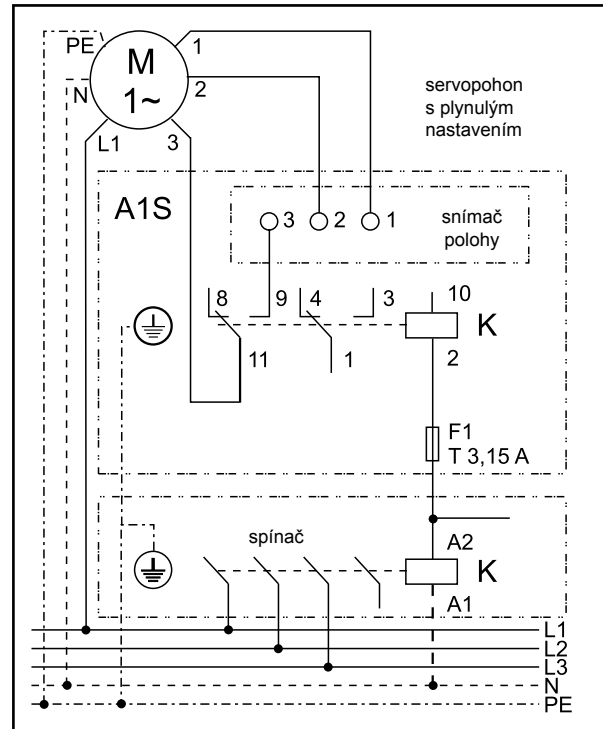 PE
1
M
1~
N
2
L1
3
servopohon
s plynulým
nastavením
A1S
3
2
1
snímač
polohy
8
9
4
3
10
K
11
1
2
F1
T 3,15 A
spínač
A2
K
A1
L1
L2
L3
N
PE